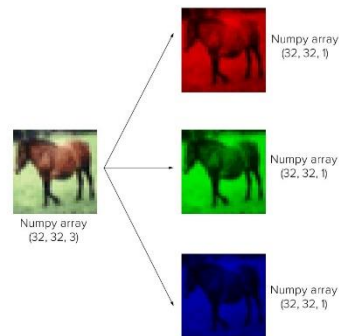 Numpy array
(32, 32, 1)
Numpy array
(32, 32, 1)
Numpy array
(32, 32, 3)
Numpy array
(32, 32, 1)